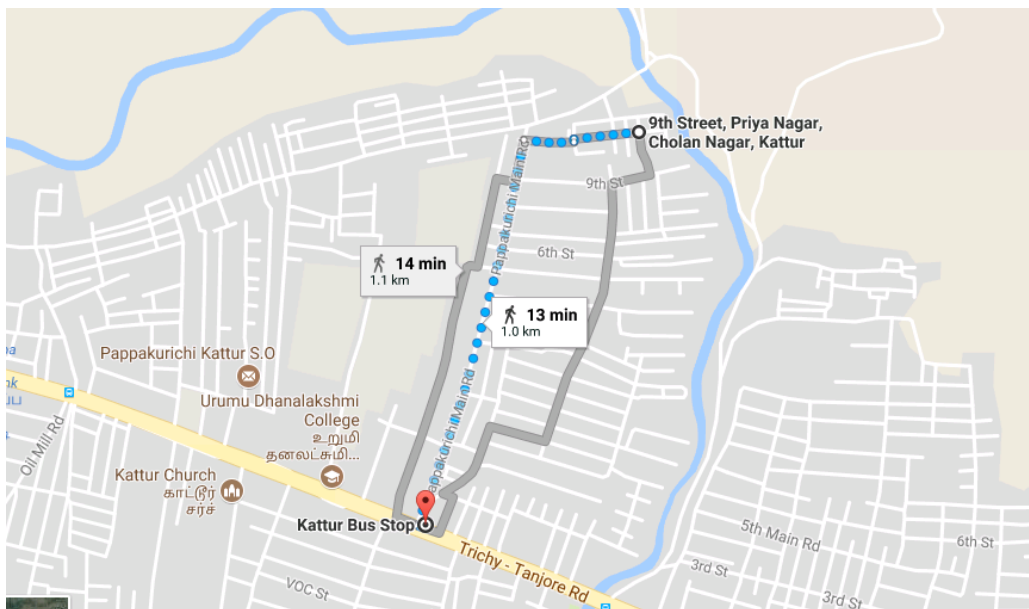 9th Street, Priya Nagar,
Cholan Nagar, Kattur
Pappakurichi Main Rd
9th St
6th St
14 min
1.1 km
13 min
1.0 km
Pappakurichi Kattur S.O
Urumu Dhanalakshmi
College
உறுமி
தனலட்சுமி...
Pappakurichi Main Rd
Oil Mill Rd
Kattur Church
காட்டூர்
சர்ச்
Kattur Bus Stop
Trichy - Tanjore Rd
5th Main Rd
6th St
3rd St
3rd St
VOC St